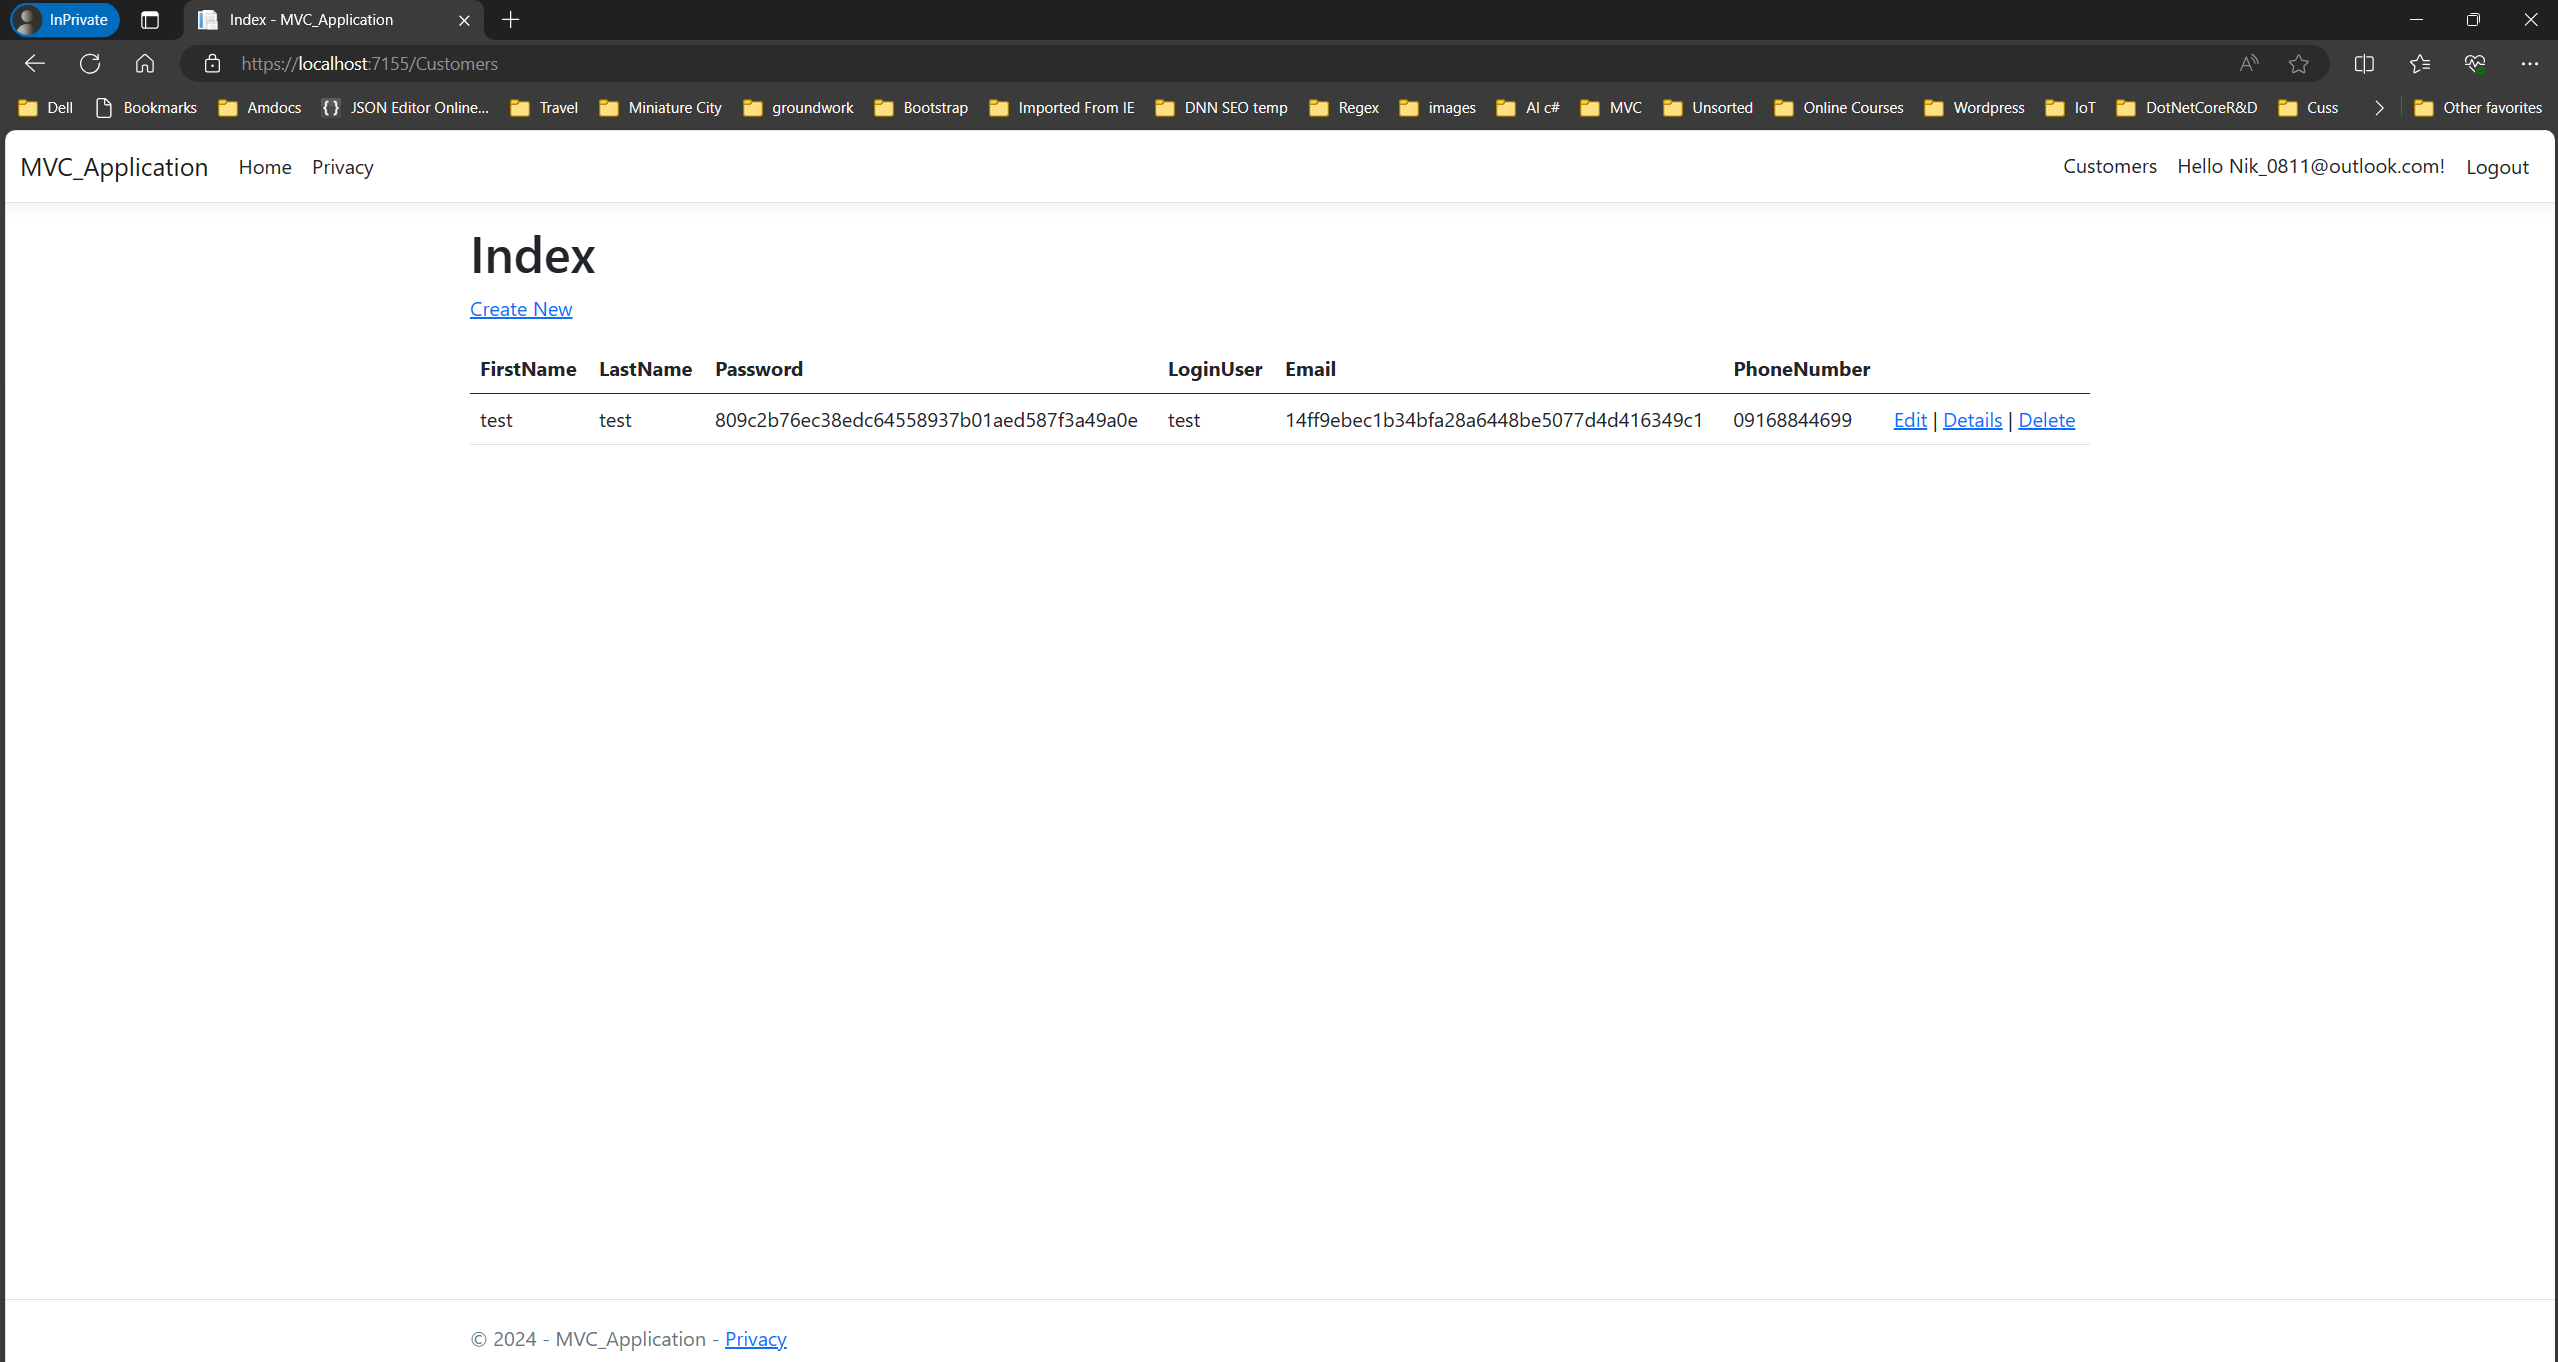 InPrivate Index - MVC_Application
https://localhost:7155/Customers
Dell Bookmarks Amdocs JSON Editor Online... Travel Miniature City groundwork Bootstrap Imported From IE DNN SEO temp Regex images AI c# MVC Unsorted Online Courses Wordpress IoT DotNetCoreR&D Cuss Other favorites
MVC_Application Home Privacy Customers Hello Nik_0811@outlook.com! Logout
Index
Create New
FirstName LastName Password LoginUser Email PhoneNumber
test test 809c2b76ec38edc64558937b01aed587f3a49a0e test 14ff9ebec1b34bfa28a6448be5077d4d416349c1 09168844699 Edit | Details | Delete
© 2024 - MVC_Application - Privacy